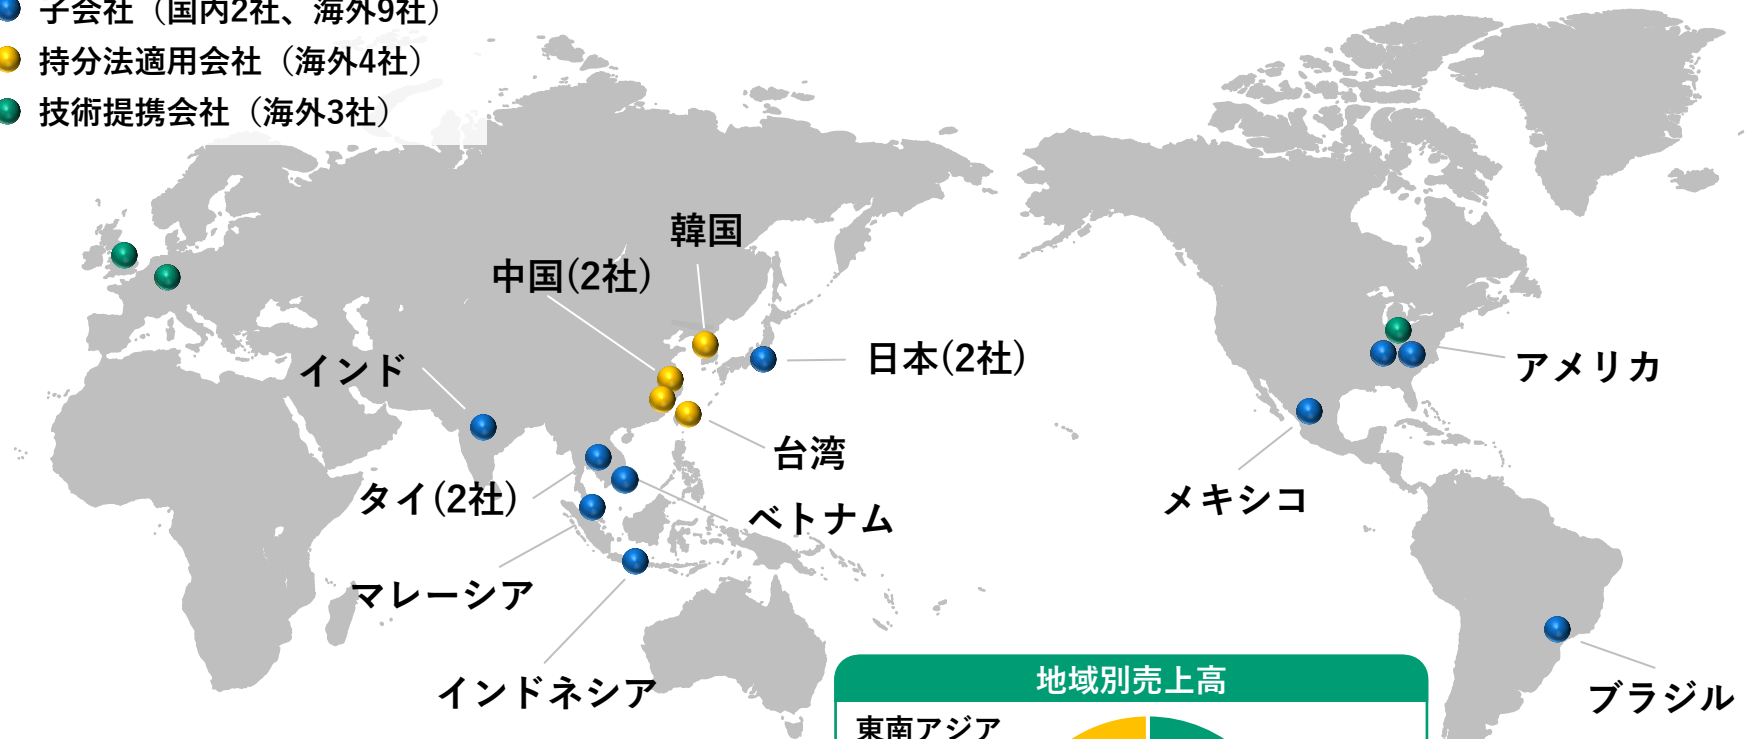 子会社（国内2社、海外9社）
持分法適用会社（海外4社）
技術提携会社（海外3社）
韓国
中国(2社)
日本(2社)
アメリカ
インド
台湾
メキシコ
タイ(2社)
ベトナム
マレーシア
インドネシア
ブラジル
地域別売上高
東南アジア